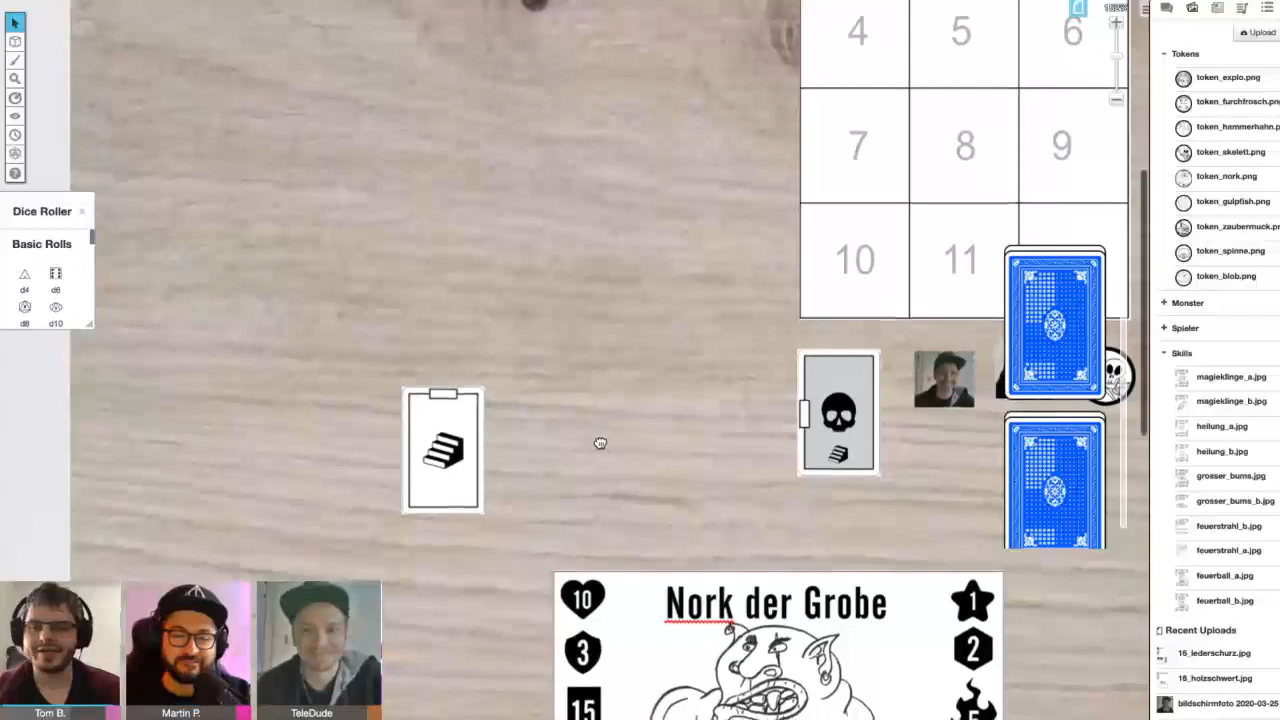 4 5 6
7 8 9
10 11
Upload
Tokens
token_explo.png
token_furchfrosch.png
token_hammerhahn.p
token_skelett.png
token_nork.png
token_gulpfish.png
token_zaubermuck.pn
token_spinne.png
token_blob.png
Monster
Spieler
Skills
magieklinge_a.jpg
magieklinge_b.jpg
heilung_a.jpg
heilung_b.jpg
grosser_bums.jpg
grosser_bums_b.jpg
feuerstrahl_b.jpg
feuerstrahl_a.jpg
feuerball_a.jpg
feuerball_b.jpg
Recent Uploads
16_lederschurz.jpg
16_holzschwert.jpg
bildschirmfoto 2020-03-25
Dice Roller
Basic Rolls
d4 d6
d8 d10
10 Nork der Grobe 1
3 2
15
Tom B. Martin P. TeleDude